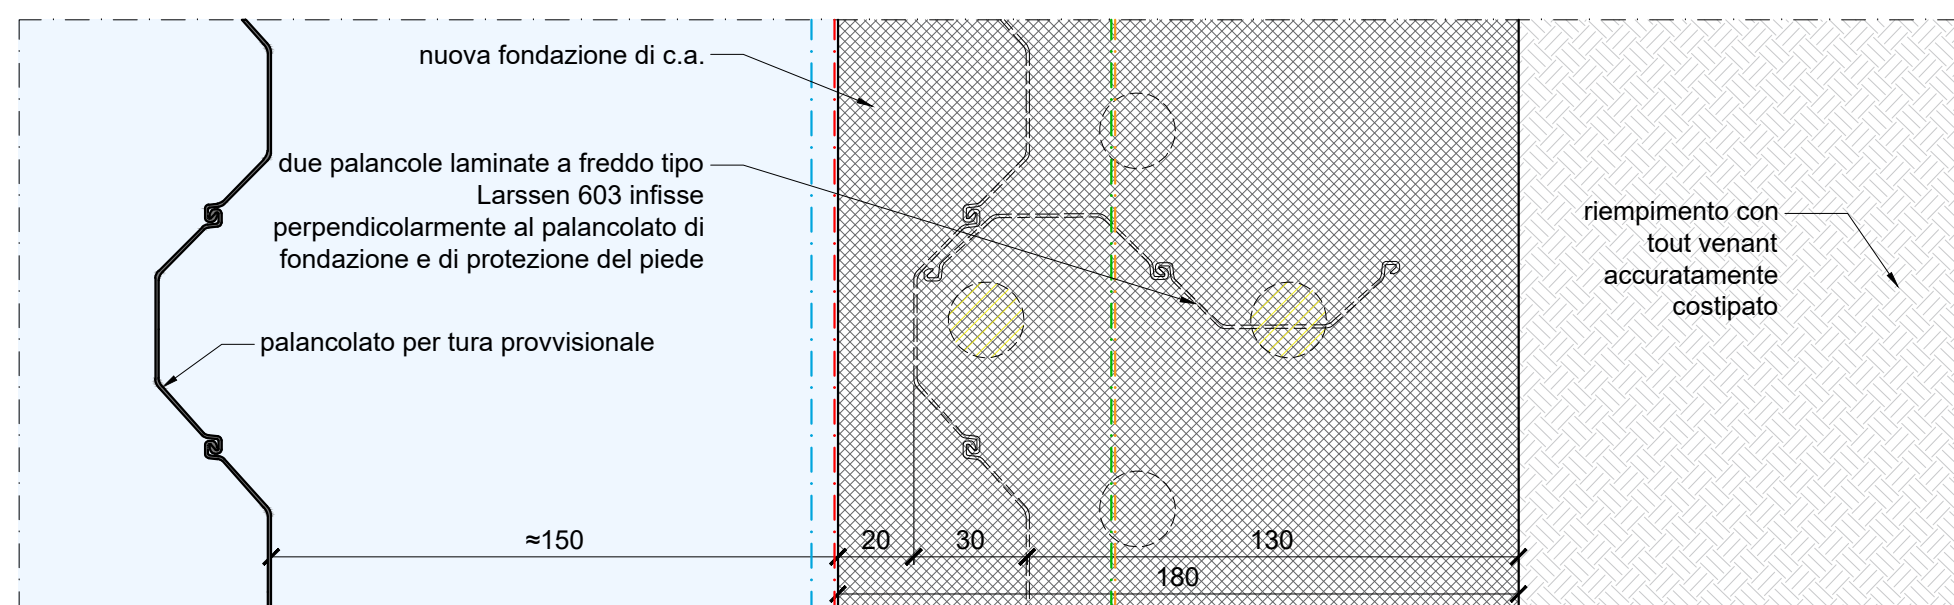 nuova fondazione di c.a.
due palancole laminate a freddo tipo
Larssen 603 infisse
perpendicolarmente al palancolato di
fondazione e di protezione del piede
palancolato per tura provvisionale
riempimento con
tout venant
accuratamente
costipato
≈150
20
30
130
180